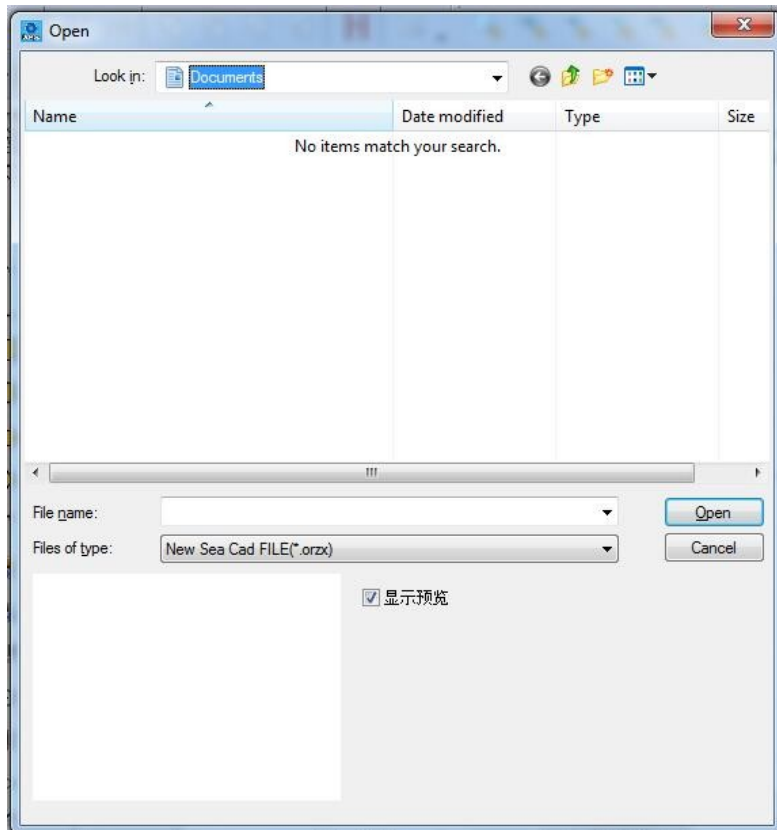 Open
Look in:
Documents
Name Date modified Type Size
No items match your search.
File name:
Open
Files of type:
New Sea Cad FILE(*.orzx)
Cancel
显示预览